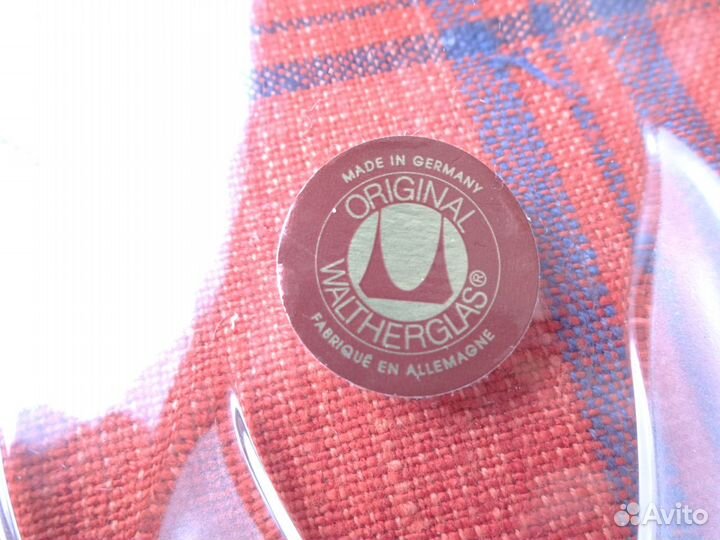 MADE IN GERMANY
ORIGINAL
WALTHERGLAS®
FABRIQUÉ EN ALLEMAGNE
Avito